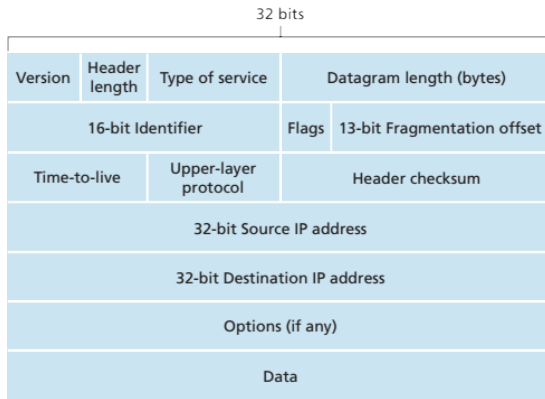 32 bits
Version
Header
length
Type of service
Datagram length (bytes)
16-bit Identifier
Flags
13-bit Fragmentation offset
Time-to-live
Upper-layer
protocol
Header checksum
32-bit Source IP address
32-bit Destination IP address
Options (if any)
Data